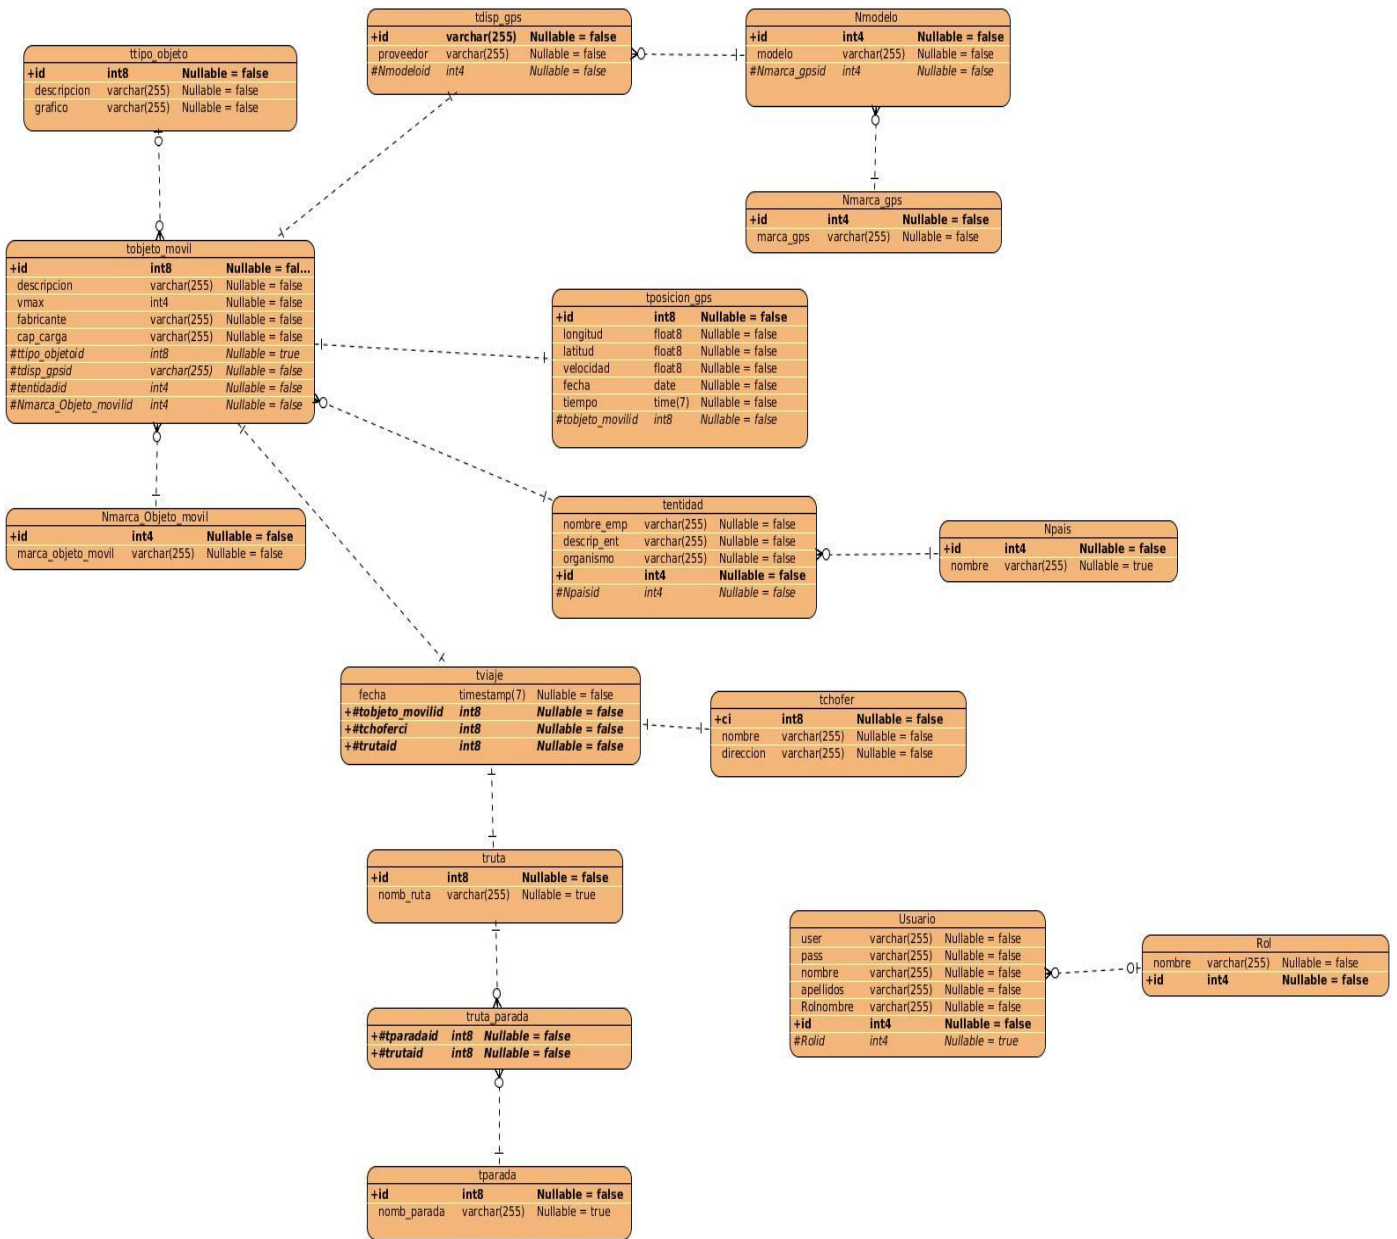 tdisp_gps
+id varchar(255) Nullable = false
proveedor varchar(255) Nullable = false
#Nmodeloid int4 Nullable = false
Nmodelo
+id int4 Nullable = false
modelo varchar(255) Nullable = false
#Nmarca_gpsid int4 Nullable = false
ttipo_objeto
+id int8 Nullable = false
descripcion varchar(255) Nullable = false
grafico varchar(255) Nullable = false
Nmarca_gps
+id int4 Nullable = false
marca_gps varchar(255) Nullable = false
tobjeto_movil
+id int8 Nullable = fal...
descripcion varchar(255) Nullable = false
vmax int4 Nullable = false
fabricante varchar(255) Nullable = false
cap_carga varchar(255) Nullable = false
#ttipo_objetoid int8 Nullable = true
#tdisp_gpsid varchar(255) Nullable = false
#tentidadid int4 Nullable = false
#Nmarca_Objeto_movilid int4 Nullable = false
tposicion_gps
+id int8 Nullable = false
longitud float8 Nullable = false
latitud float8 Nullable = false
velocidad float8 Nullable = false
fecha date Nullable = false
tiempo time(7) Nullable = false
#tobjeto_movilid int8 Nullable = false
Nmarca_Objeto_movil
+id int4 Nullable = false
marca_objeto_movil varchar(255) Nullable = false
tentidad
nombre_emp varchar(255) Nullable = false
descrip_ent varchar(255) Nullable = false
organismo varchar(255) Nullable = false
+id int4 Nullable = false
#Npaisid int4 Nullable = false
Npais
+id int4 Nullable = false
nombre varchar(255) Nullable = true
tviaje
fecha timestamp(7) Nullable = false
+#tobjeto_movilid int8 Nullable = false
+#tchoferci int8 Nullable = false
+#trutaid int8 Nullable = false
tchofer
+ci int8 Nullable = false
nombre varchar(255) Nullable = false
direccion varchar(255) Nullable = false
truta
+id int8 Nullable = false
nomb_ruta varchar(255) Nullable = true
Usuario
user varchar(255) Nullable = false
pass varchar(255) Nullable = false
nombre varchar(255) Nullable = false
apellidos varchar(255) Nullable = false
Rolnombre varchar(255) Nullable = false
+id int4 Nullable = false
#Rolid int4 Nullable = true
Rol
nombre varchar(255) Nullable = false
+id int4 Nullable = false
truta_parada
+#tparadaid int8 Nullable = false
+#trutaid int8 Nullable = false
tparada
+id int8 Nullable = false
nomb_parada varchar(255) Nullable = true